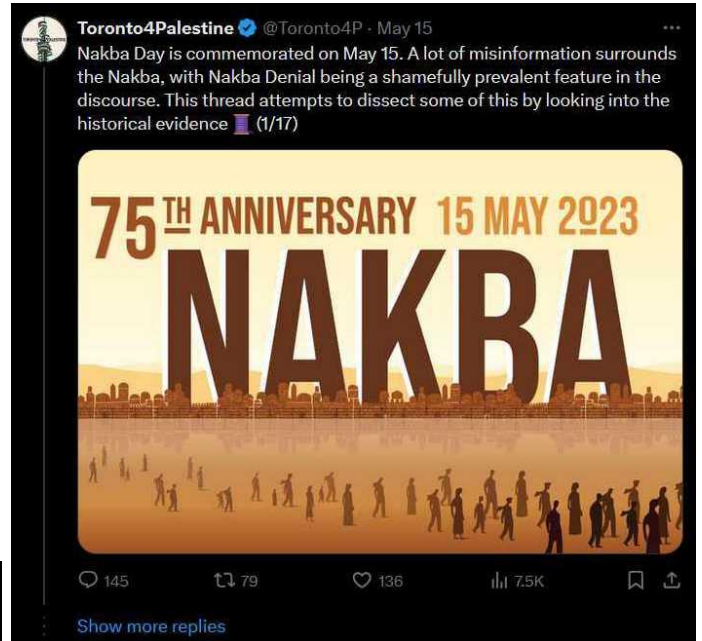 Toronto4Palestine @Toronto4P · May 15
Nakba Day is commemorated on May 15. A lot of misinformation surrounds
the Nakba, with Nakba Denial being a shamefully prevalent feature in the
discourse. This thread attempts to dissect some of this by looking into the
historical evidence 🧵 (1/17)
75TH ANNIVERSARY 15 MAY 2023
NAKBA
145 79 136 7.5K
Show more replies